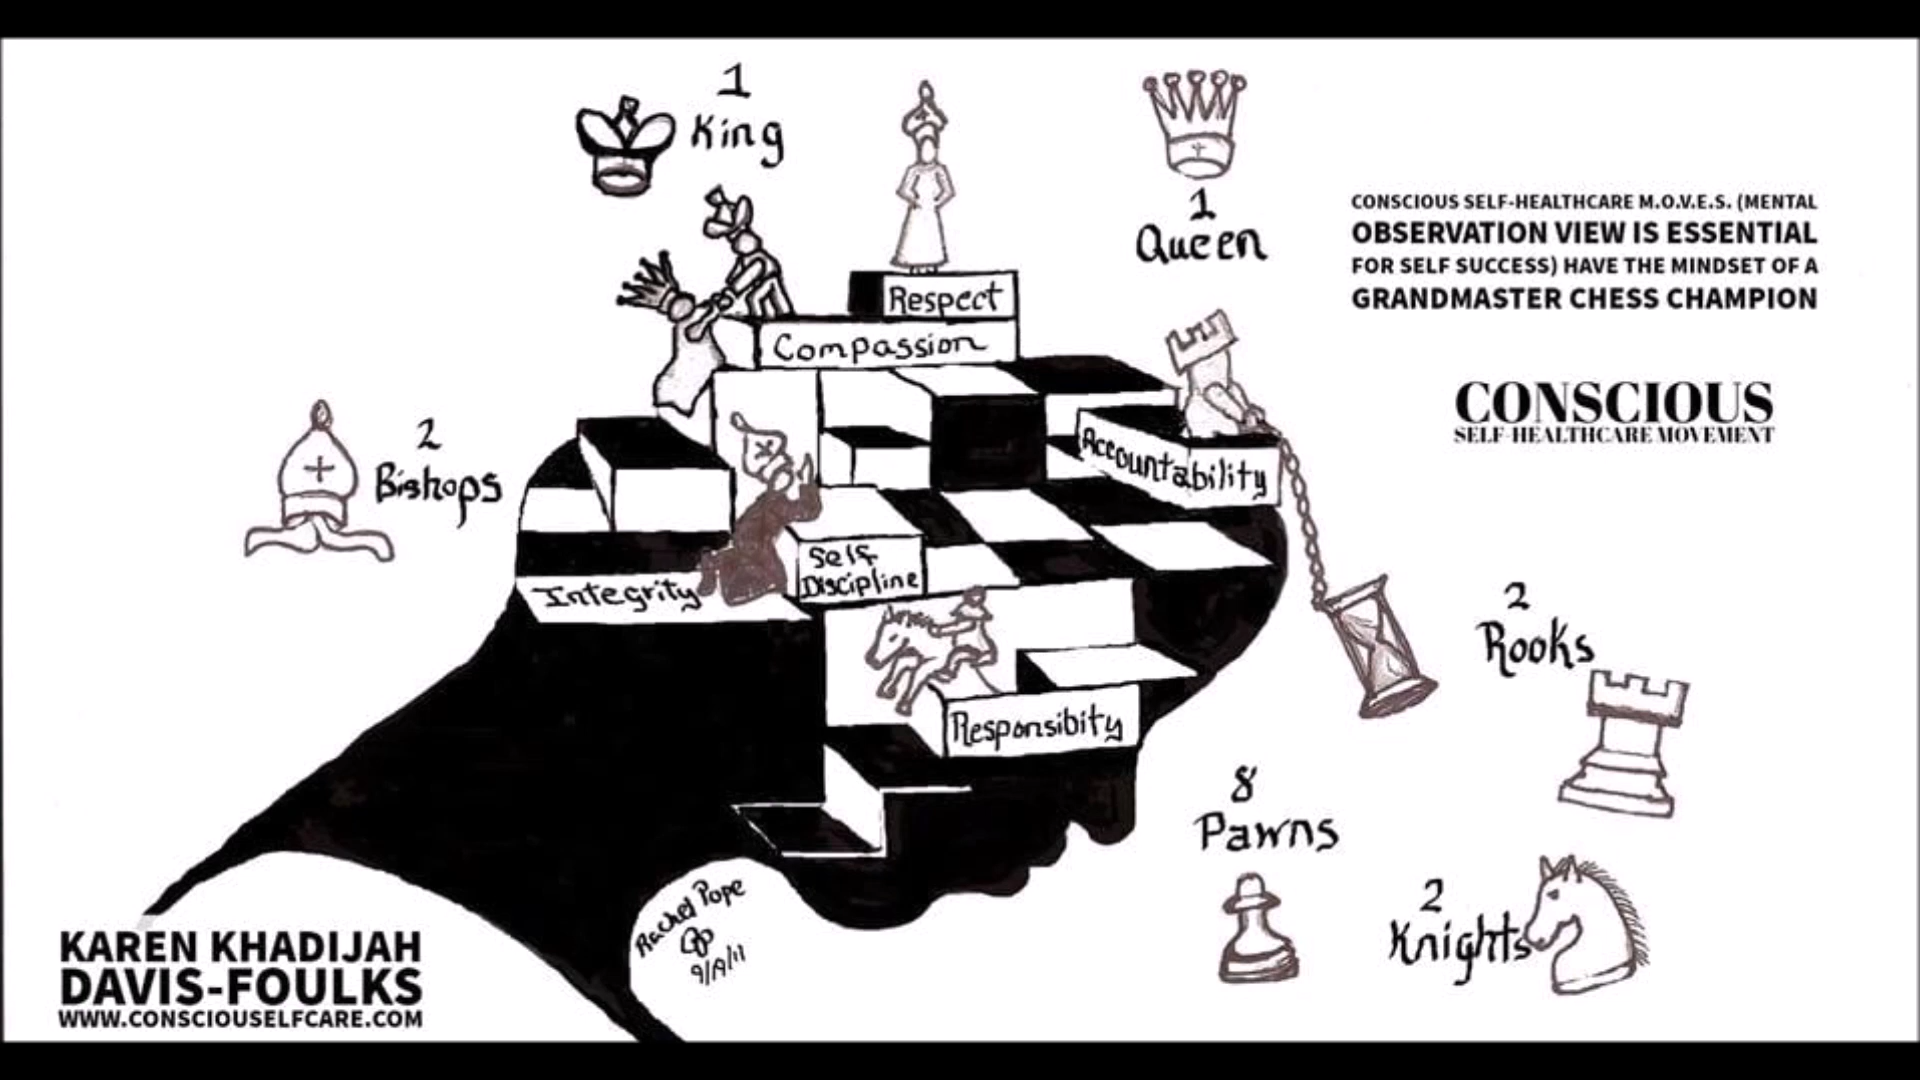 1
King
1
Queen
CONSCIOUS SELF-HEALTHCARE M.O.V.E.S. (MENTAL
OBSERVATION VIEW IS ESSENTIAL
FOR SELF SUCCESS) HAVE THE MINDSET OF A
GRANDMASTER CHESS CHAMPION
CONSCIOUS
SELF-HEALTHCARE MOVEMENT
Respect
Compassion
2
Bishops
Accountability
Self
Discipline
Integrity
Responsibity
2
Rooks
8
Pawns
2
Knights
Rachel Pope
9/19/11
KAREN KHADIJAH
DAVIS-FOULKS
WWW.CONSCIOUSELFCARE.COM